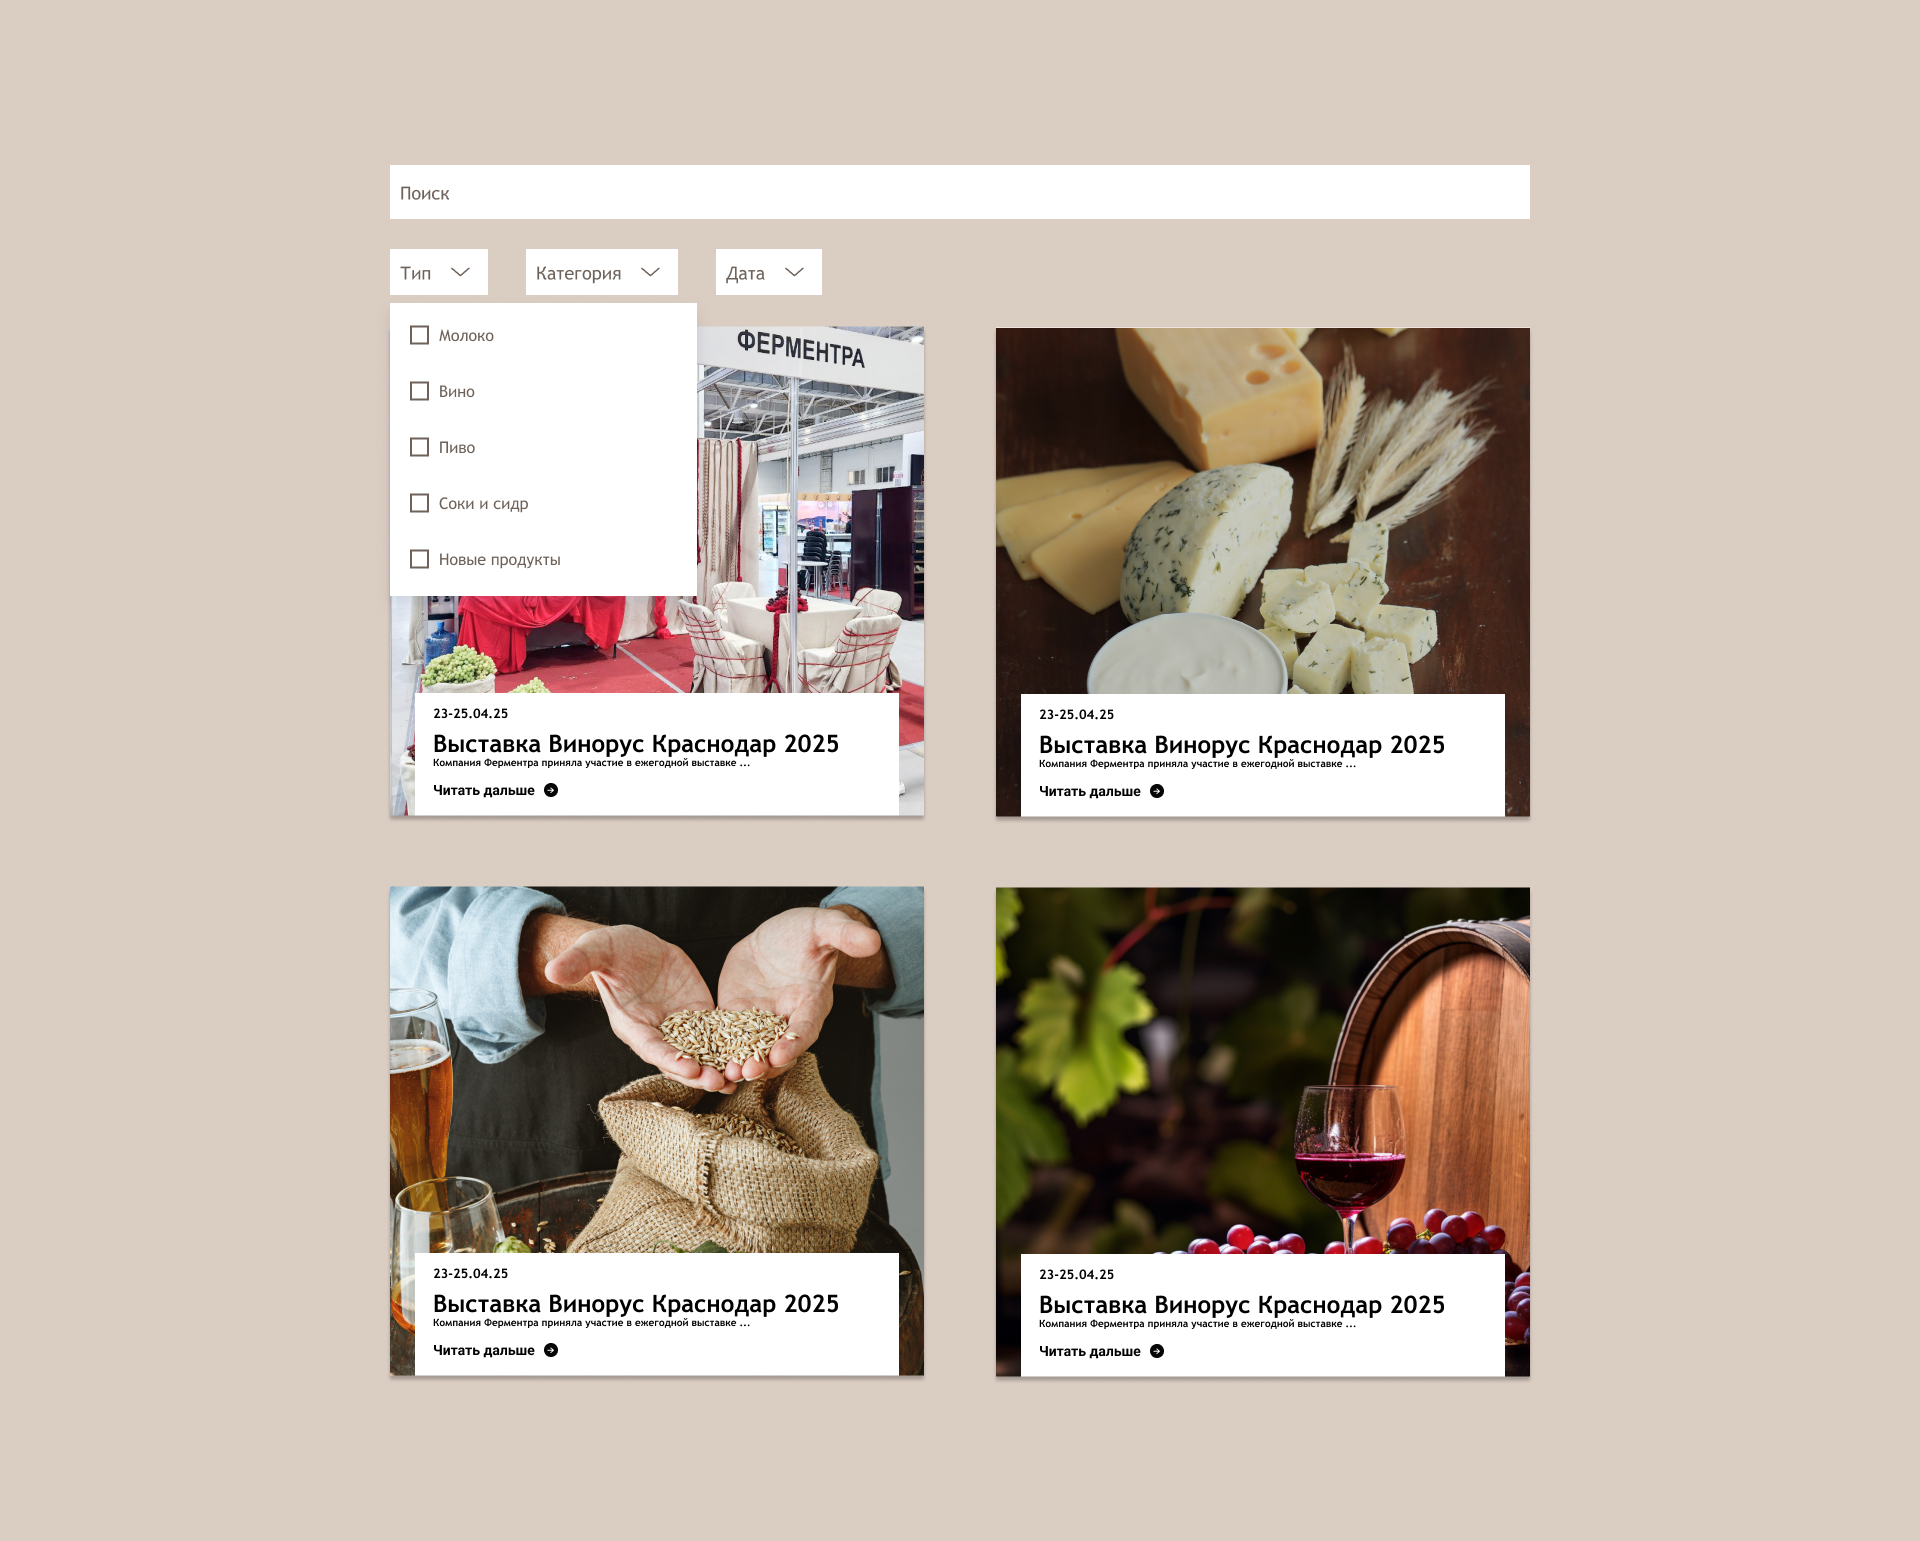 Поиск
Тип
Категория
Дата
Молоко
Вино
Пиво
Соки и сидр
Новые продукты
ФЕРМЕНТРА
23-25.04.25
Выставка Винорус Краснодар 2025
Компания Ферментра приняла участие в ежегодной выставке ...
Читать дальше
23-25.04.25
Выставка Винорус Краснодар 2025
Компания Ферментра приняла участие в ежегодной выставке ...
Читать дальше
23-25.04.25
Выставка Винорус Краснодар 2025
Компания Ферментра приняла участие в ежегодной выставке ...
Читать дальше
23-25.04.25
Выставка Винорус Краснодар 2025
Компания Ферментра приняла участие в ежегодной выставке ...
Читать дальше